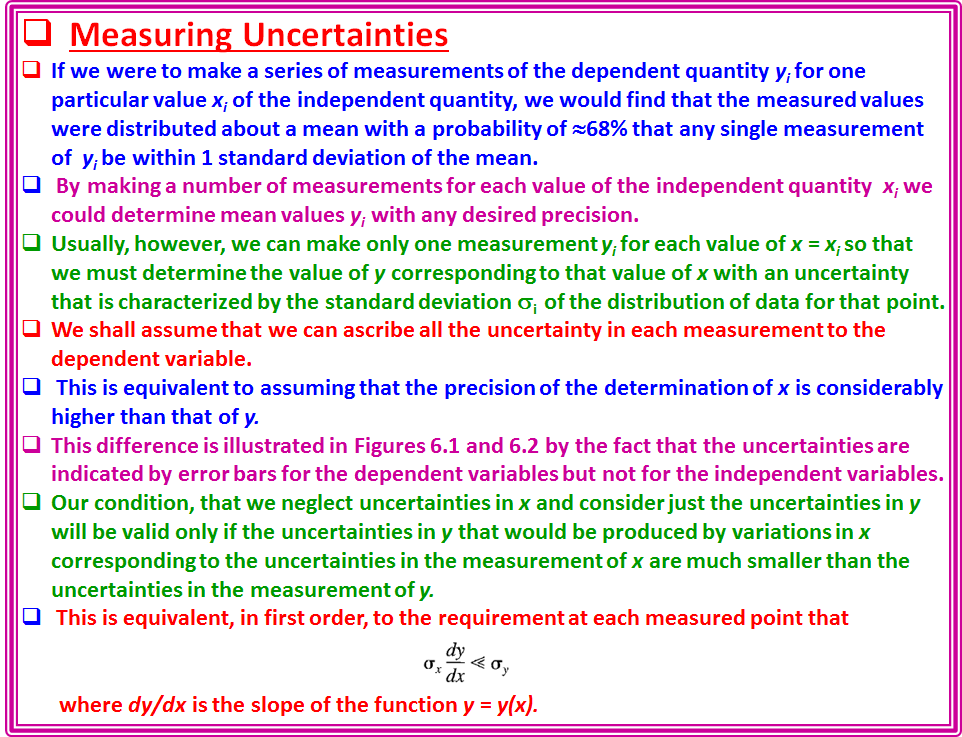 ❑ Measuring Uncertainties
❑ If we were to make a series of measurements of the dependent quantity yᵢ for one
particular value xᵢ of the independent quantity, we would find that the measured values
were distributed about a mean with a probability of ≈68% that any single measurement
of yᵢ be within 1 standard deviation of the mean.
❑ By making a number of measurements for each value of the independent quantity xᵢ we
could determine mean values yᵢ with any desired precision.
❑ Usually, however, we can make only one measurement yᵢ for each value of x = xᵢ so that
we must determine the value of y corresponding to that value of x with an uncertainty
that is characterized by the standard deviation σᵢ of the distribution of data for that point.
❑ We shall assume that we can ascribe all the uncertainty in each measurement to the
dependent variable.
❑ This is equivalent to assuming that the precision of the determination of x is considerably
higher than that of y.
❑ This difference is illustrated in Figures 6.1 and 6.2 by the fact that the uncertainties are
indicated by error bars for the dependent variables but not for the independent variables.
❑ Our condition, that we neglect uncertainties in x and consider just the uncertainties in y
will be valid only if the uncertainties in y that would be produced by variations in x
corresponding to the uncertainties in the measurement of x are much smaller than the
uncertainties in the measurement of y.
❑ This is equivalent, in first order, to the requirement at each measured point that
σₓ dy/dx ≪ σ_y
where dy/dx is the slope of the function y = y(x).